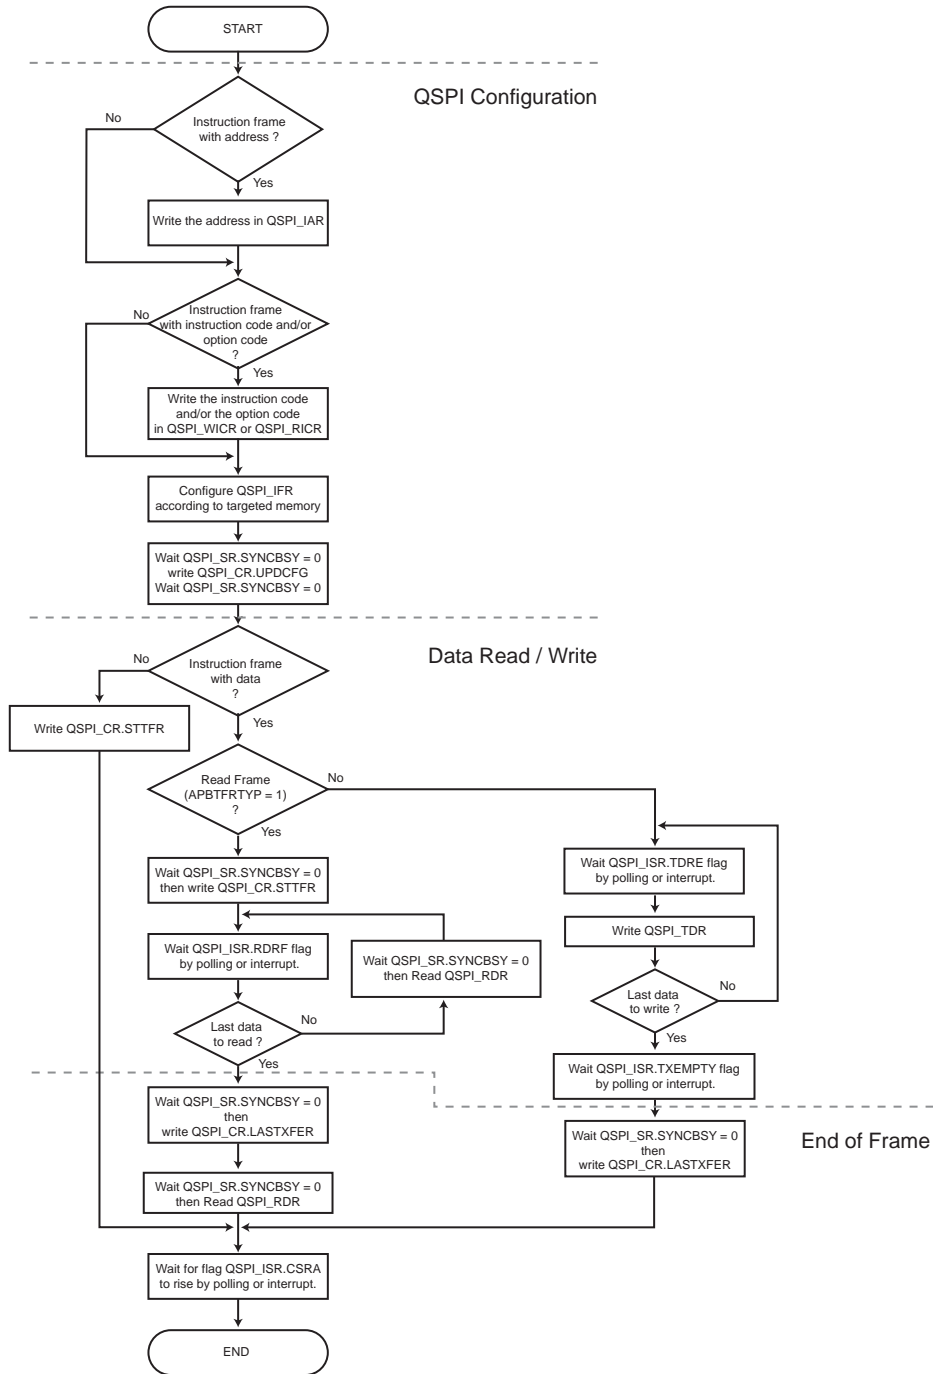 START
QSPI Configuration
Instruction frame
with address ?
No
Yes
Write the address in QSPI_IAR
Instruction frame
with instruction code and/or
option code
?
No
Yes
Write the instruction code
and/or the option code
in QSPI_WICR or QSPI_RICR
Configure QSPI_IFR
according to targeted memory
Wait QSPI_SR.SYNCBSY = 0
write QSPI_CR.UPDCFG
Wait QSPI_SR.SYNCBSY = 0
Data Read / Write
Instruction frame
with data
?
No
Yes
Write QSPI_CR.STTFR
Read Frame
(APBTFRTYP = 1)
?
No
Yes
Wait QSPI_SR.SYNCBSY = 0
then write QSPI_CR.STTFR
Wait QSPI_ISR.RDRF flag
by polling or interrupt.
Wait QSPI_SR.SYNCBSY = 0
then Read QSPI_RDR
Last data
to read ?
No
Yes
Wait QSPI_ISR.TDRE flag
by polling or interrupt.
Write QSPI_TDR
Last data
to write ?
No
Yes
Wait QSPI_ISR.TXEMPTY flag
by polling or interrupt.
End of Frame
Wait QSPI_SR.SYNCBSY = 0
then
write QSPI_CR.LASTXFER
Wait QSPI_SR.SYNCBSY = 0
then
write QSPI_CR.LASTXFER
Wait QSPI_SR.SYNCBSY = 0
then Read QSPI_RDR
Wait for flag QSPI_ISR.CSRA
to rise by polling or interrupt.
END